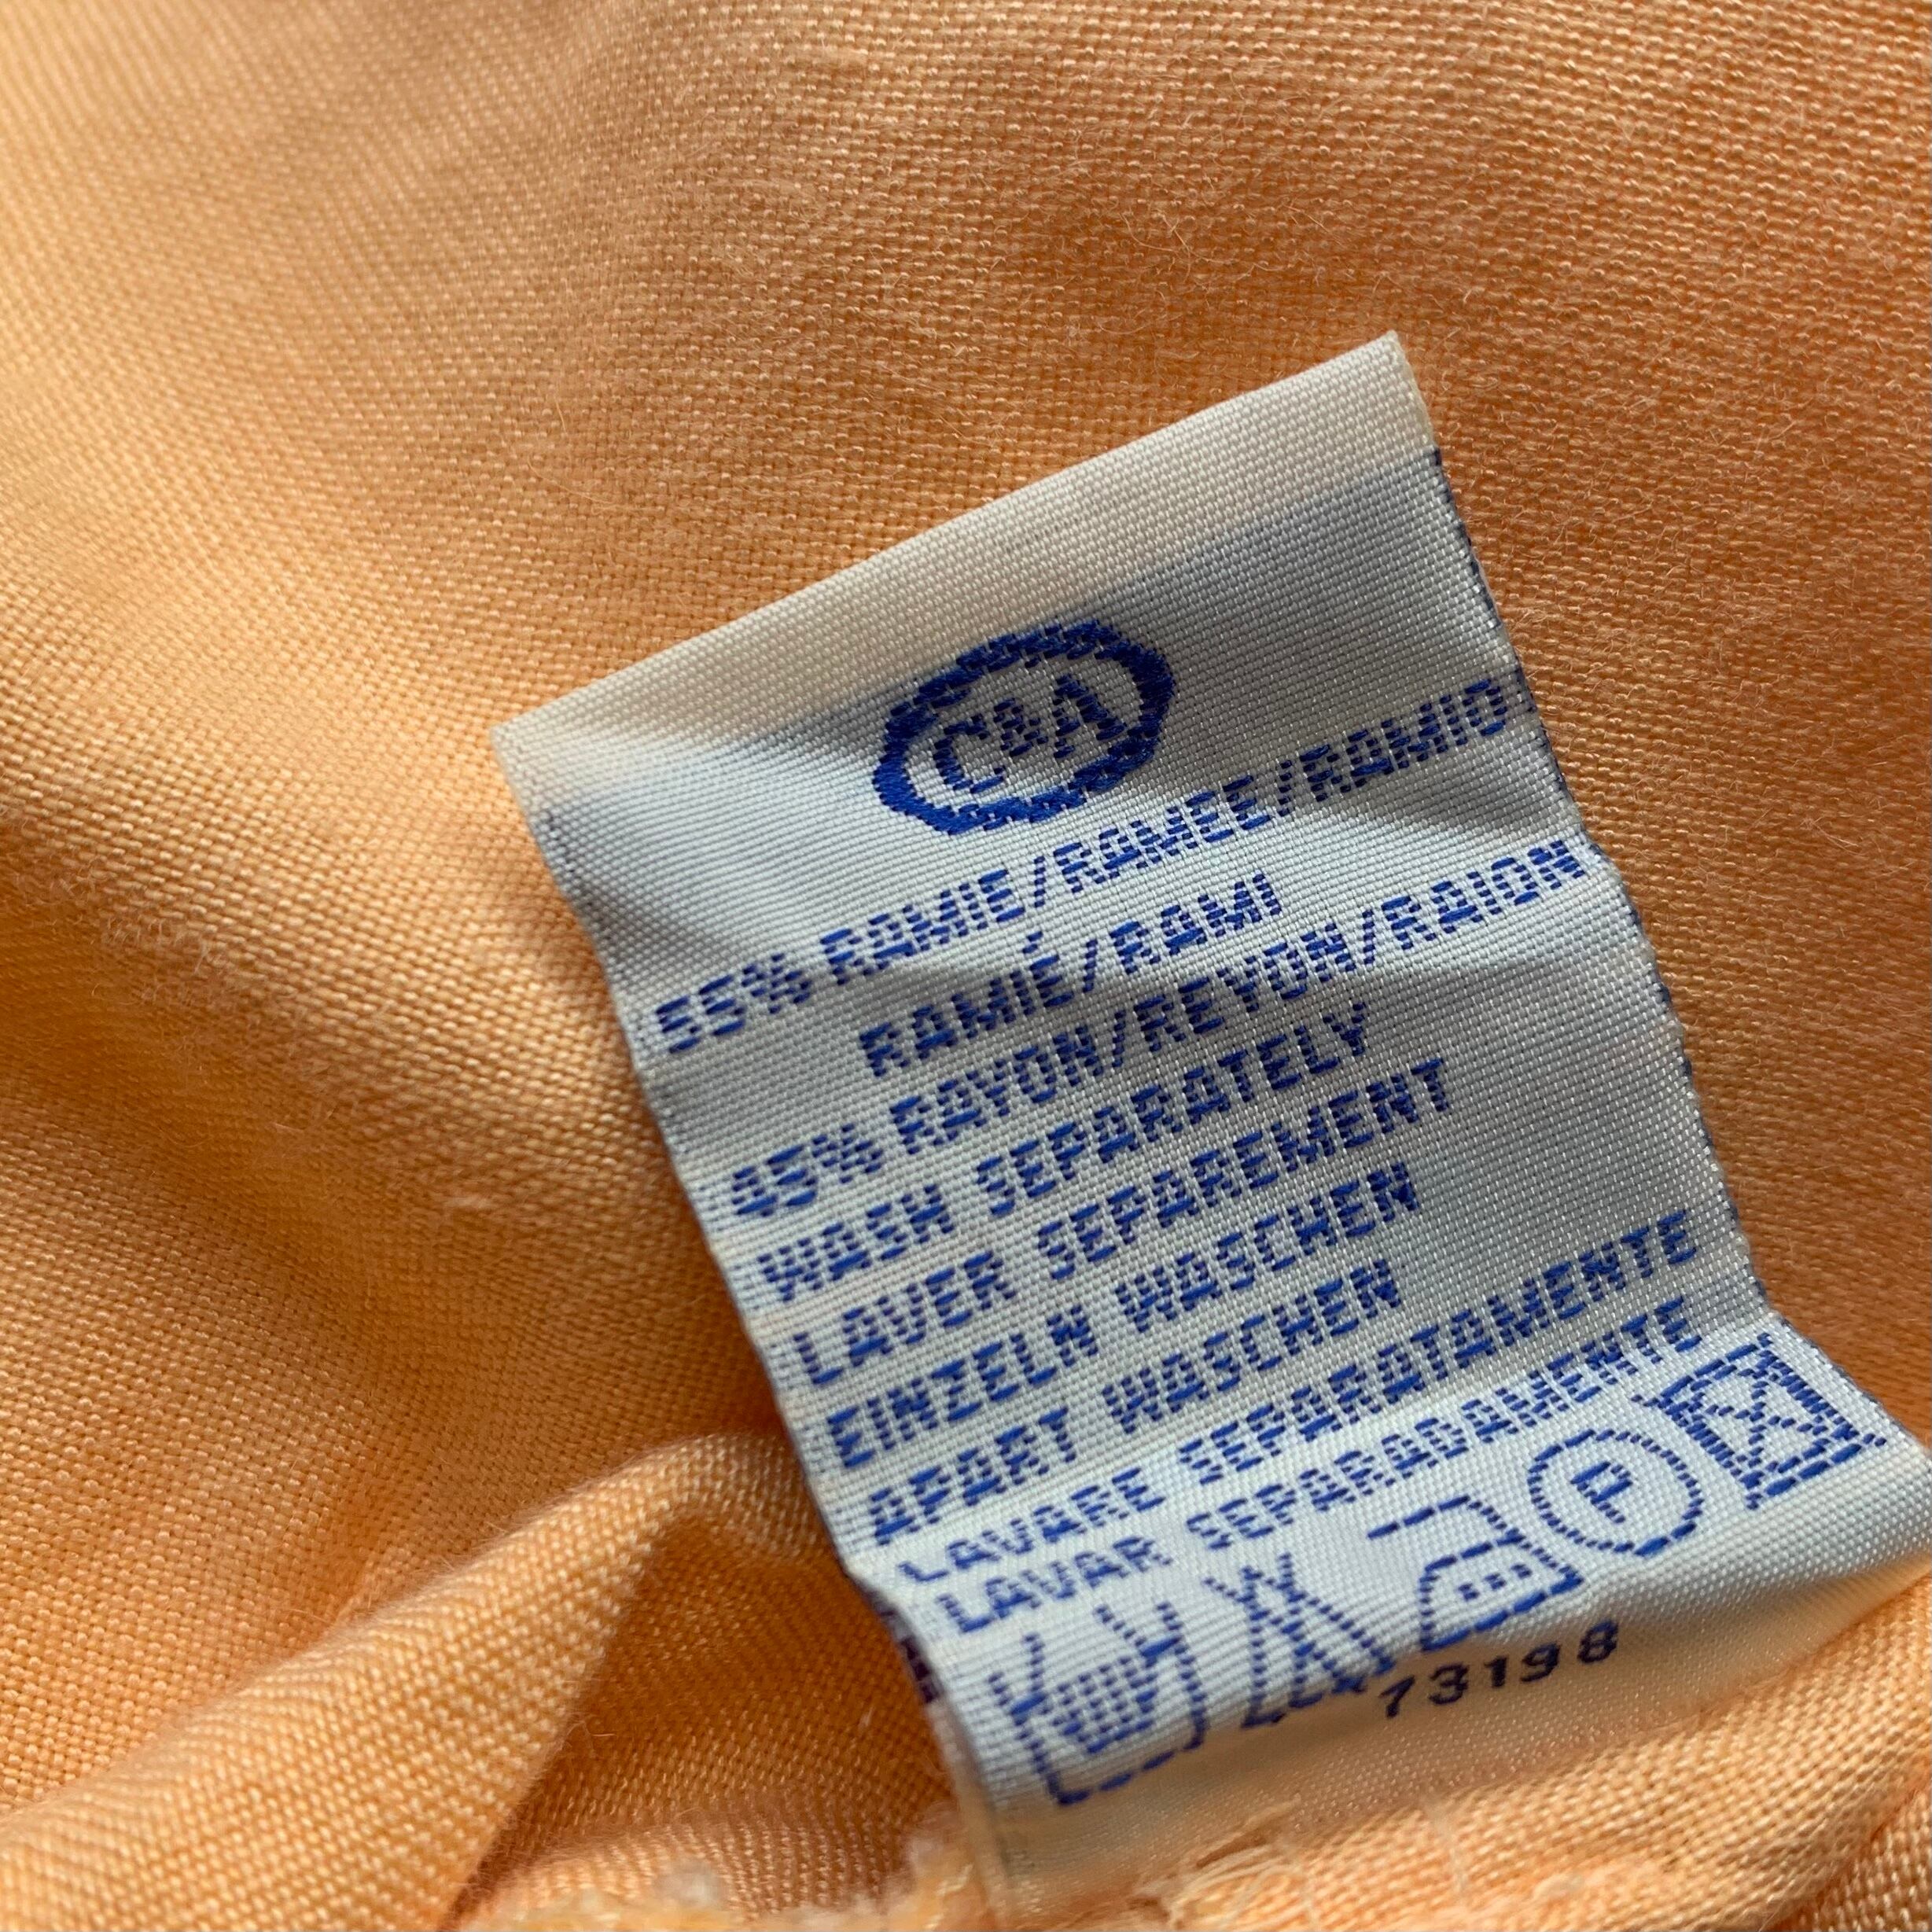 C&A
55% RAMIE/RAMEE/RAMIO
RAMIÉ/RAMI
45% RAYON/REYON/RAION
WASH SEPARATELY
LAVER SEPAREMENT
EINZELN WASCHEN
APART WASCHEN
LAVARE SEPARATAMENTE
LAVAR SEPARADAMENTE
P
73198